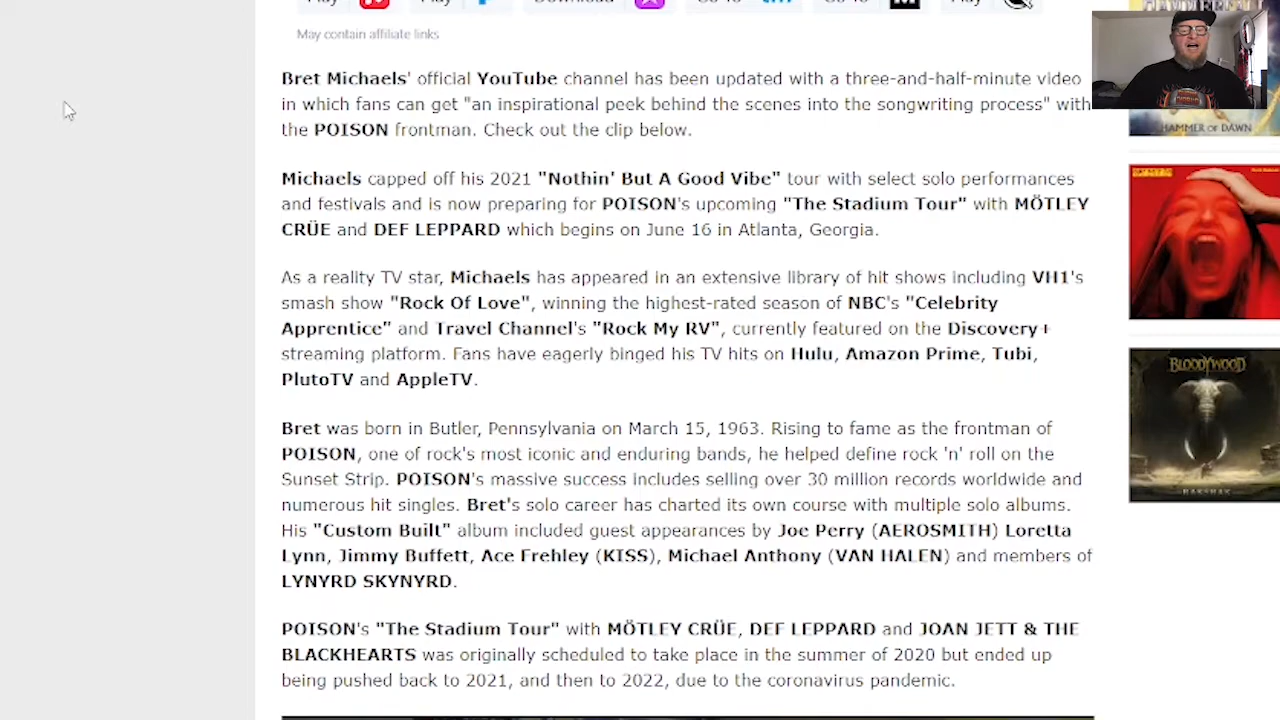 May contain affiliate links
Bret Michaels' official YouTube channel has been updated with a three-and-half-minute video
in which fans can get "an inspirational peek behind the scenes into the songwriting process" with
the POISON frontman. Check out the clip below.
Michaels capped off his 2021 "Nothin' But A Good Vibe" tour with select solo performances
and festivals and is now preparing for POISON's upcoming "The Stadium Tour" with MÖTLEY
CRÜE and DEF LEPPARD which begins on June 16 in Atlanta, Georgia.
As a reality TV star, Michaels has appeared in an extensive library of hit shows including VH1's
smash show "Rock Of Love", winning the highest-rated season of NBC's "Celebrity
Apprentice" and Travel Channel's "Rock My RV", currently featured on the Discovery+
streaming platform. Fans have eagerly binged his TV hits on Hulu, Amazon Prime, Tubi,
PlutoTV and AppleTV.
Bret was born in Butler, Pennsylvania on March 15, 1963. Rising to fame as the frontman of
POISON, one of rock's most iconic and enduring bands, he helped define rock 'n' roll on the
Sunset Strip. POISON's massive success includes selling over 30 million records worldwide and
numerous hit singles. Bret's solo career has charted its own course with multiple solo albums.
His "Custom Built" album included guest appearances by Joe Perry (AEROSMITH) Loretta
Lynn, Jimmy Buffett, Ace Frehley (KISS), Michael Anthony (VAN HALEN) and members of
LYNYRD SKYNYRD.
POISON's "The Stadium Tour" with MÖTLEY CRÜE, DEF LEPPARD and JOAN JETT & THE
BLACKHEARTS was originally scheduled to take place in the summer of 2020 but ended up
being pushed back to 2021, and then to 2022, due to the coronavirus pandemic.
HAMMER OF DAWN
BLOODYWOOD
RAKSHAK